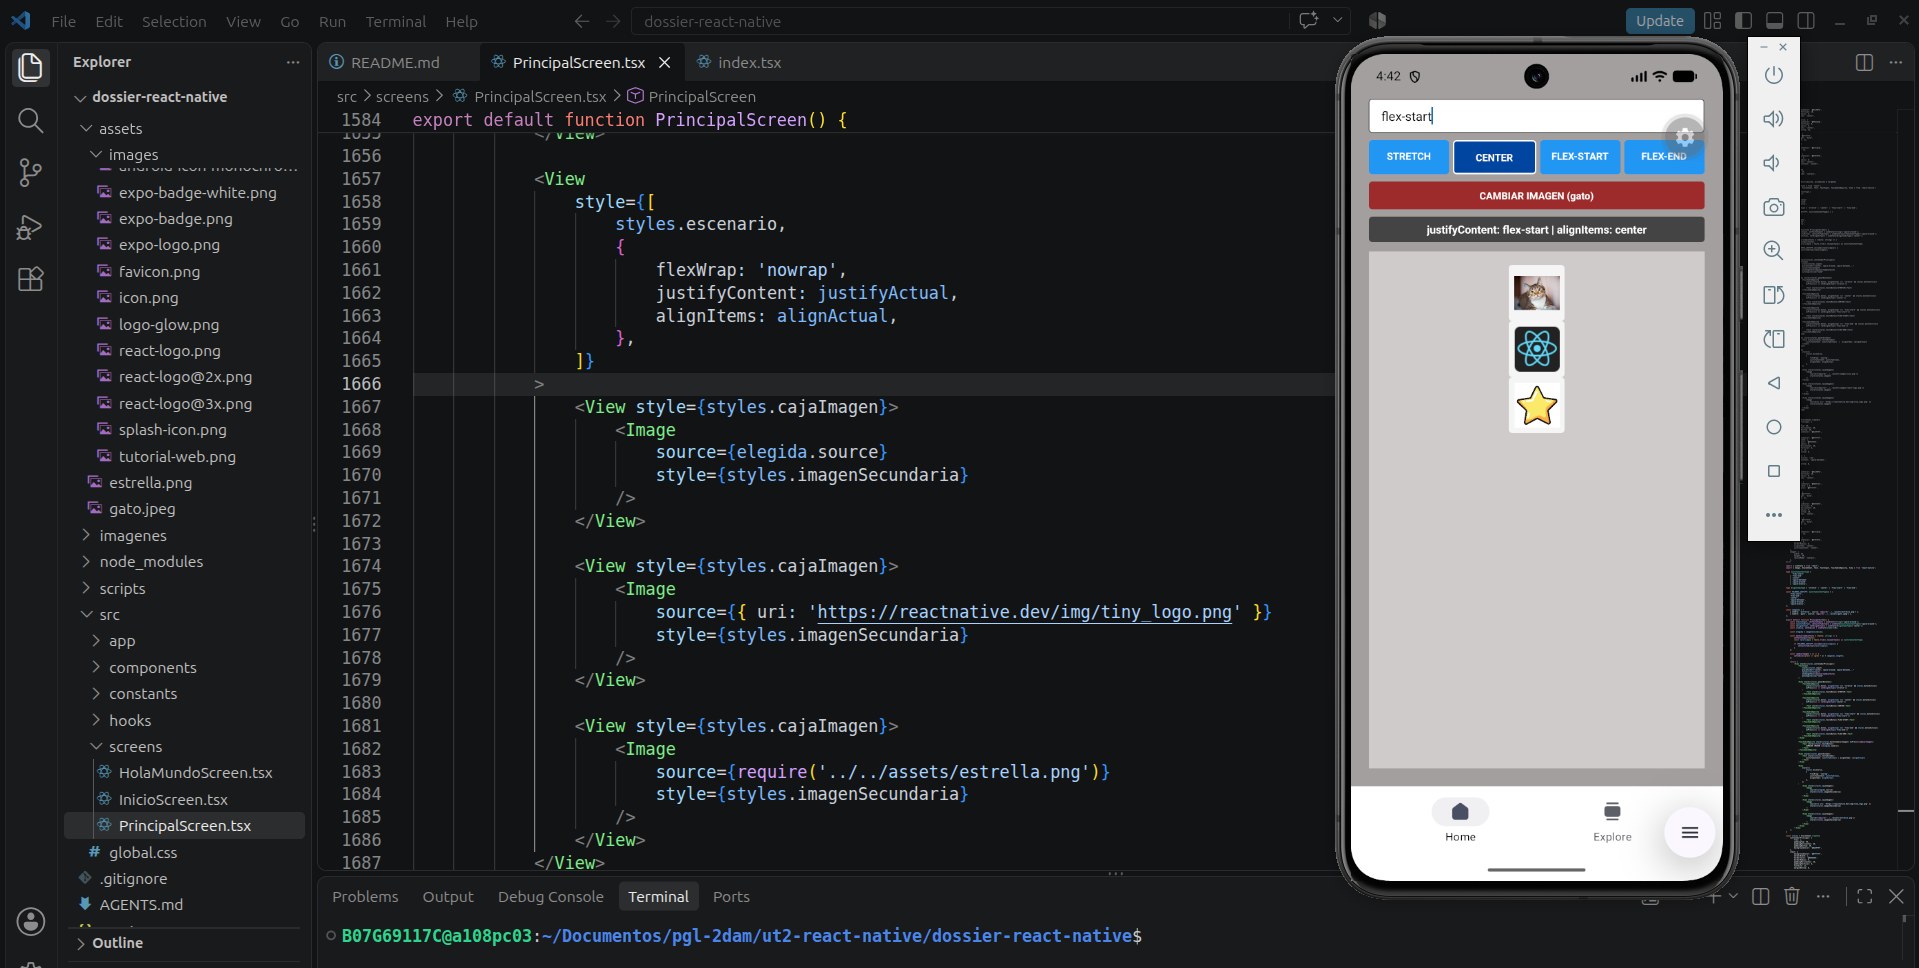 File Edit Selection View Go Run Terminal Help
dossier-react-native
Update
Explorer
dossier-react-native
assets
images
expo-badge-white.png
expo-badge.png
expo-logo.png
favicon.png
icon.png
logo-glow.png
react-logo.png
react-logo@2x.png
react-logo@3x.png
splash-icon.png
tutorial-web.png
estrella.png
gato.jpeg
imagenes
node_modules
scripts
src
app
components
constants
hooks
screens
HolaMundoScreen.tsx
InicioScreen.tsx
PrincipalScreen.tsx
global.css
.gitignore
AGENTS.md
Outline
README.md
PrincipalScreen.tsx
index.tsx
src > screens > PrincipalScreen.tsx > PrincipalScreen
1584 export default function PrincipalScreen() {
1655 </View>
1656
1657 <View
1658 style={[
1659 styles.escenario,
1660 {
1661 flexWrap: 'nowrap',
1662 justifyContent: justifyActual,
1663 alignItems: alignActual,
1664 },
1665 ]}
1666 >
1667 <View style={styles.cajaImagen}>
1668 <Image
1669 source={elegida.source}
1670 style={styles.imagenSecundaria}
1671 />
1672 </View>
1673
1674 <View style={styles.cajaImagen}>
1675 <Image
1676 source={{ uri: 'https://reactnative.dev/img/tiny_logo.png' }}
1677 style={styles.imagenSecundaria}
1678 />
1679 </View>
1680
1681 <View style={styles.cajaImagen}>
1682 <Image
1683 source={require('../../assets/estrella.png')}
1684 style={styles.imagenSecundaria}
1685 />
1686 </View>
1687 </View>
Problems Output Debug Console Terminal Ports
B07G69117C@a108pc03:~/Documentos/pgl-2dam/ut2-react-native/dossier-react-native$
4:42
flex-start
STRETCH CENTER FLEX-START FLEX-END
CAMBIAR IMAGEN (gato)
justifyContent: flex-start | alignItems: center
Home
Explore